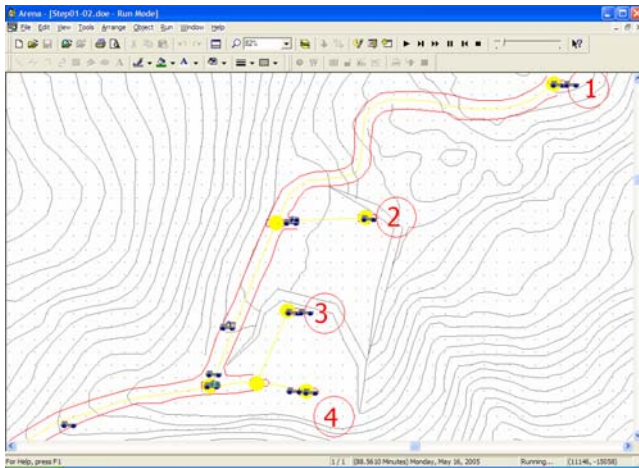 Arena - [Step01-02.doe - Run Mode]
File Edit View Tools Arrange Object Run Window Help
82%
1
2
3
4
For Help, press F1
1 / 1 (88.5610 Minutes) Monday, May 16, 2005 Running... (11146, -15058)